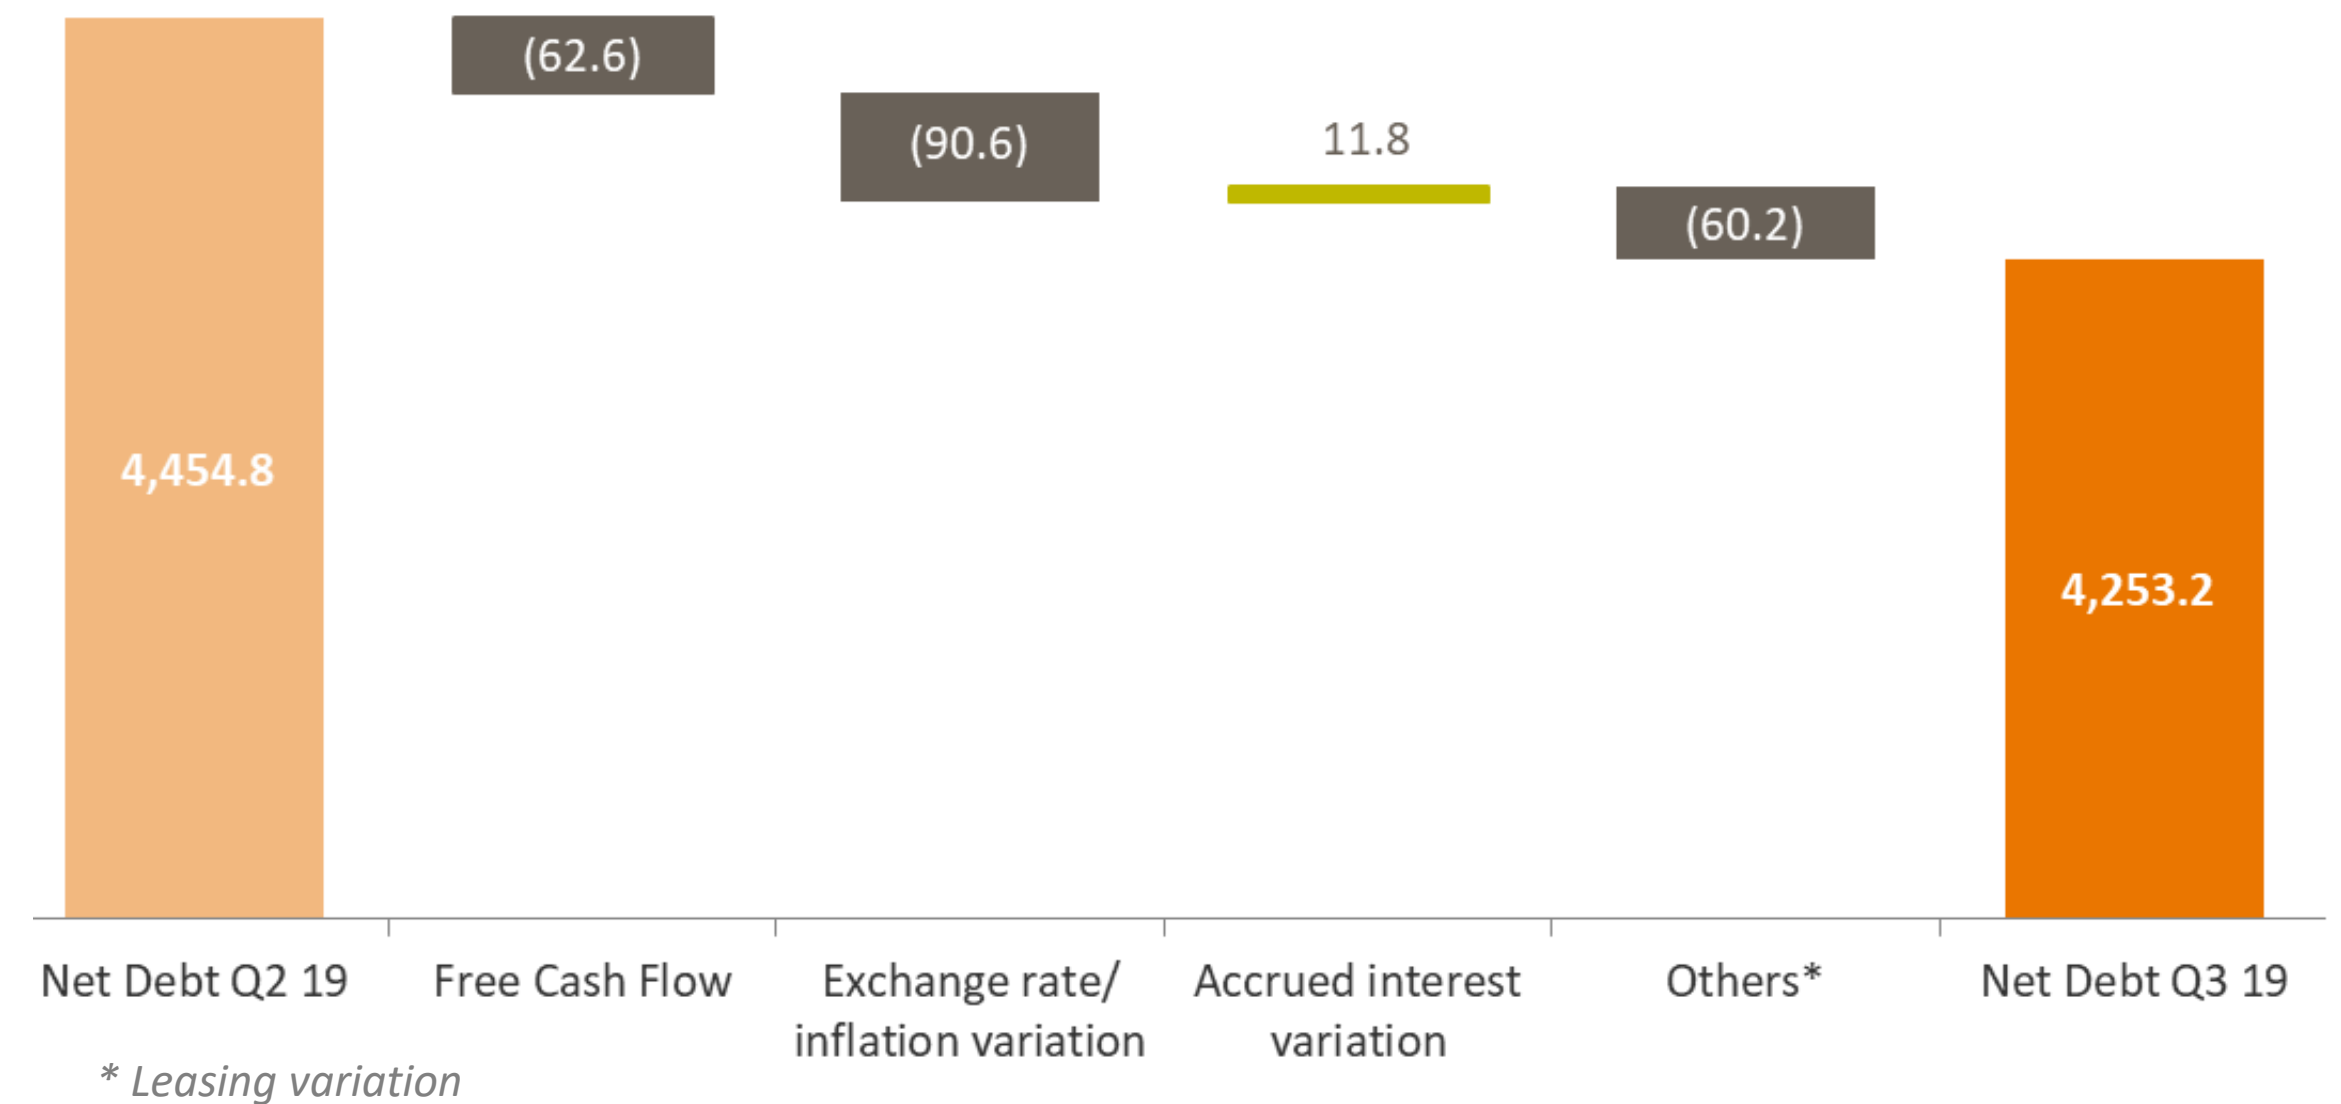 (62.6)
(90.6)
11.8
(60.2)
4,454.8
4,253.2
Net Debt Q2 19
Free Cash Flow
Exchange rate/
inflation variation
Accrued interest
variation
Others*
Net Debt Q3 19
* Leasing variation